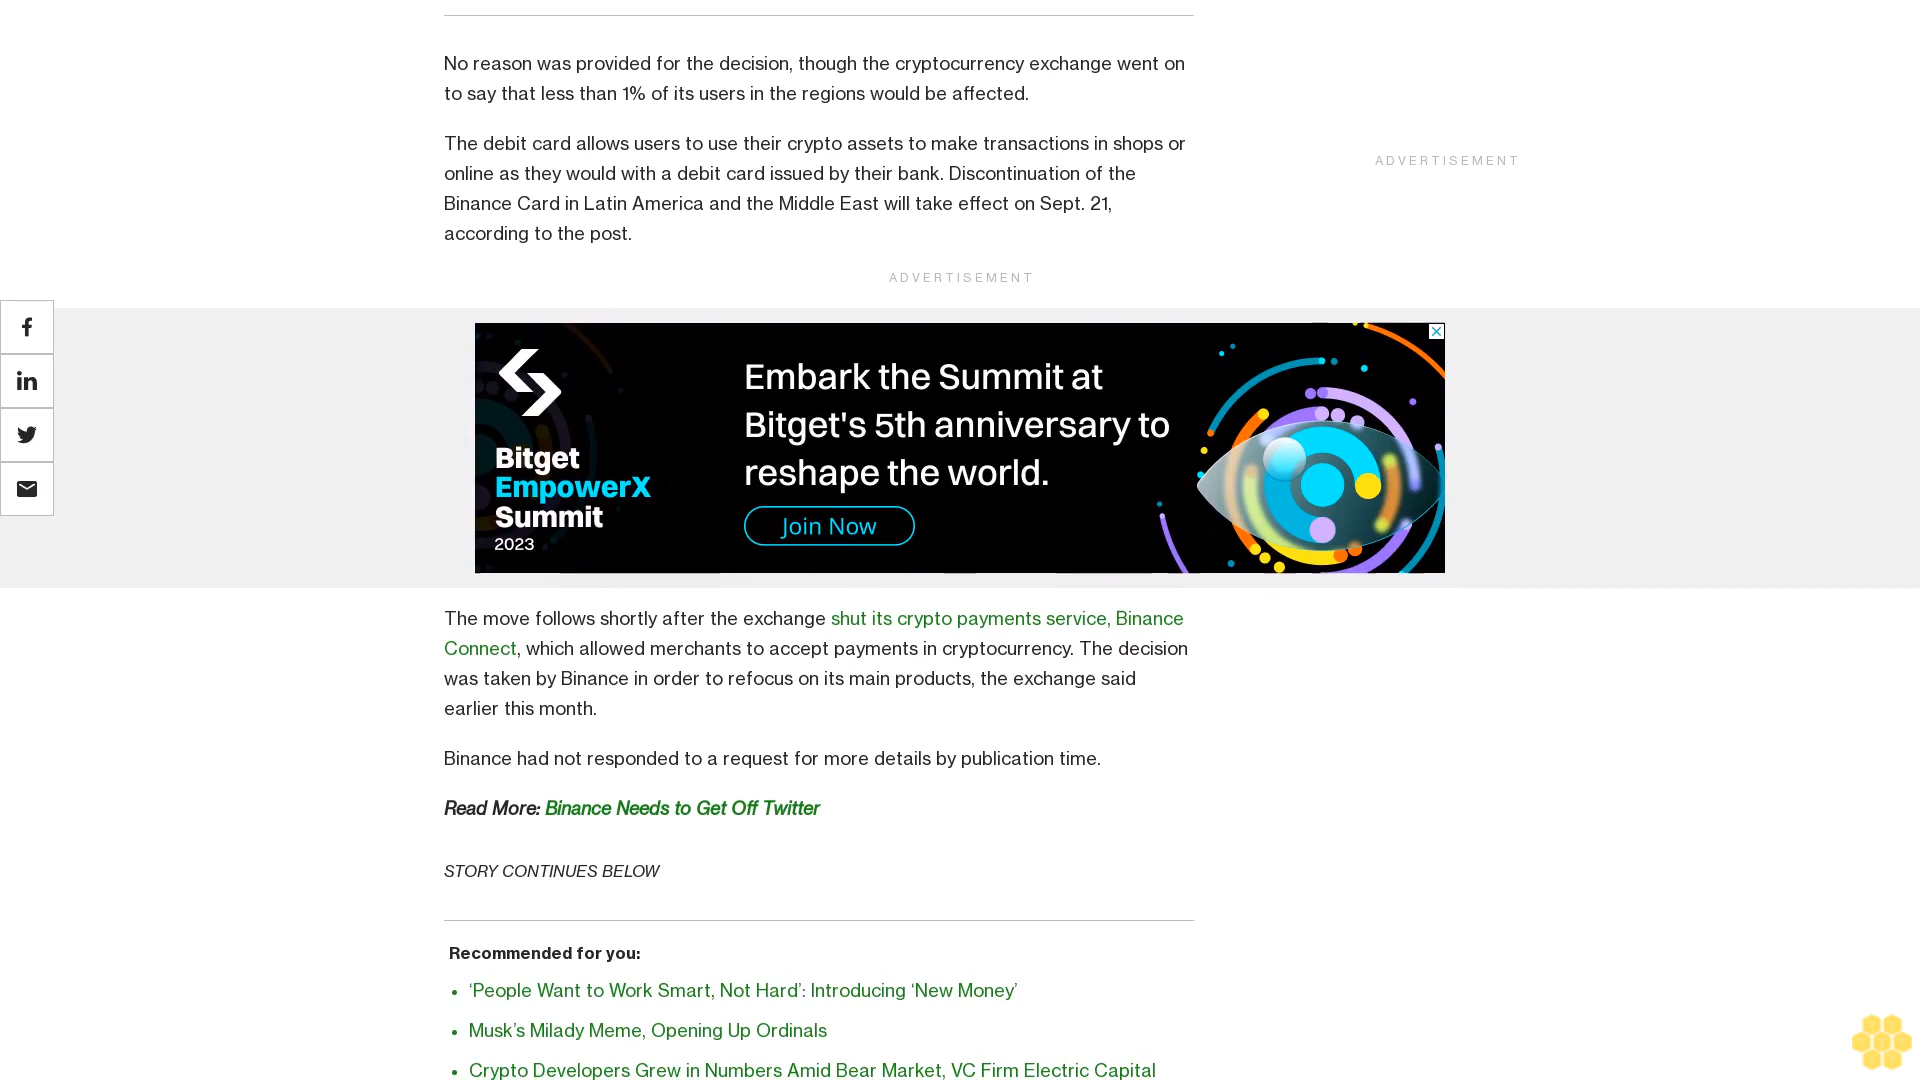 No reason was provided for the decision, though the cryptocurrency exchange went on
to say that less than 1% of its users in the regions would be affected.
The debit card allows users to use their crypto assets to make transactions in shops or
online as they would with a debit card issued by their bank. Discontinuation of the
Binance Card in Latin America and the Middle East will take effect on Sept. 21,
according to the post.
ADVERTISEMENT
ADVERTISEMENT
Bitget
EmpowerX
Summit
2023
Embark the Summit at
Bitget's 5th anniversary to
reshape the world.
Join Now
The move follows shortly after the exchange shut its crypto payments service, Binance
Connect, which allowed merchants to accept payments in cryptocurrency. The decision
was taken by Binance in order to refocus on its main products, the exchange said
earlier this month.
Binance had not responded to a request for more details by publication time.
Read More: Binance Needs to Get Off Twitter
STORY CONTINUES BELOW
Recommended for you:
• ‘People Want to Work Smart, Not Hard’: Introducing ‘New Money’
• Musk’s Milady Meme, Opening Up Ordinals
• Crypto Developers Grew in Numbers Amid Bear Market, VC Firm Electric Capital